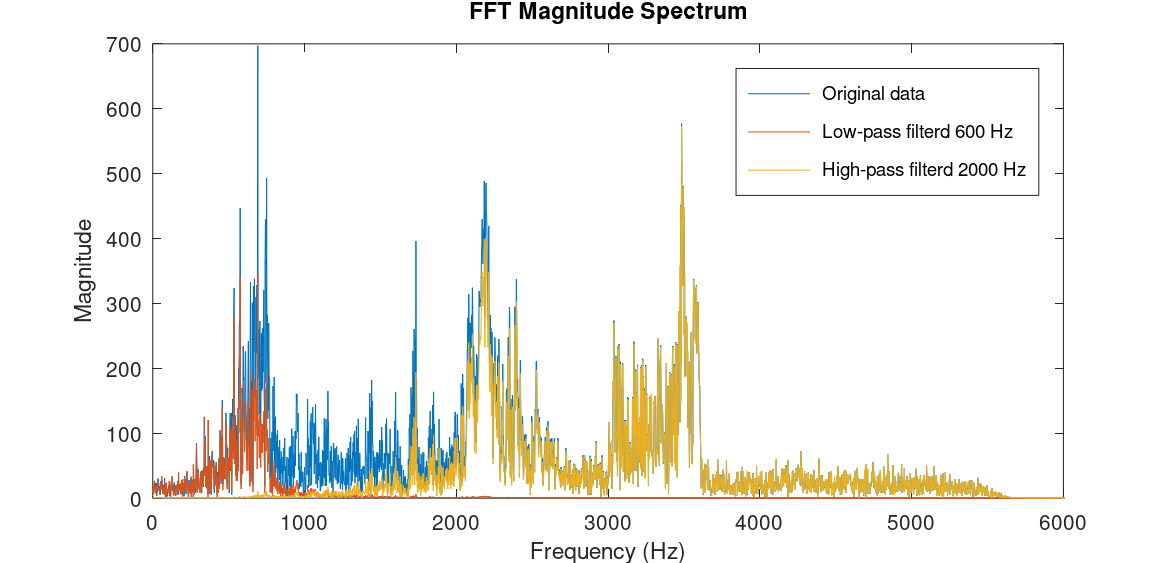 FFT Magnitude Spectrum
700
600
500
400
300
200
100
0
Magnitude
Original data
Low-pass filterd 600 Hz
High-pass filterd 2000 Hz
0 1000 2000 3000 4000 5000 6000
Frequency (Hz)